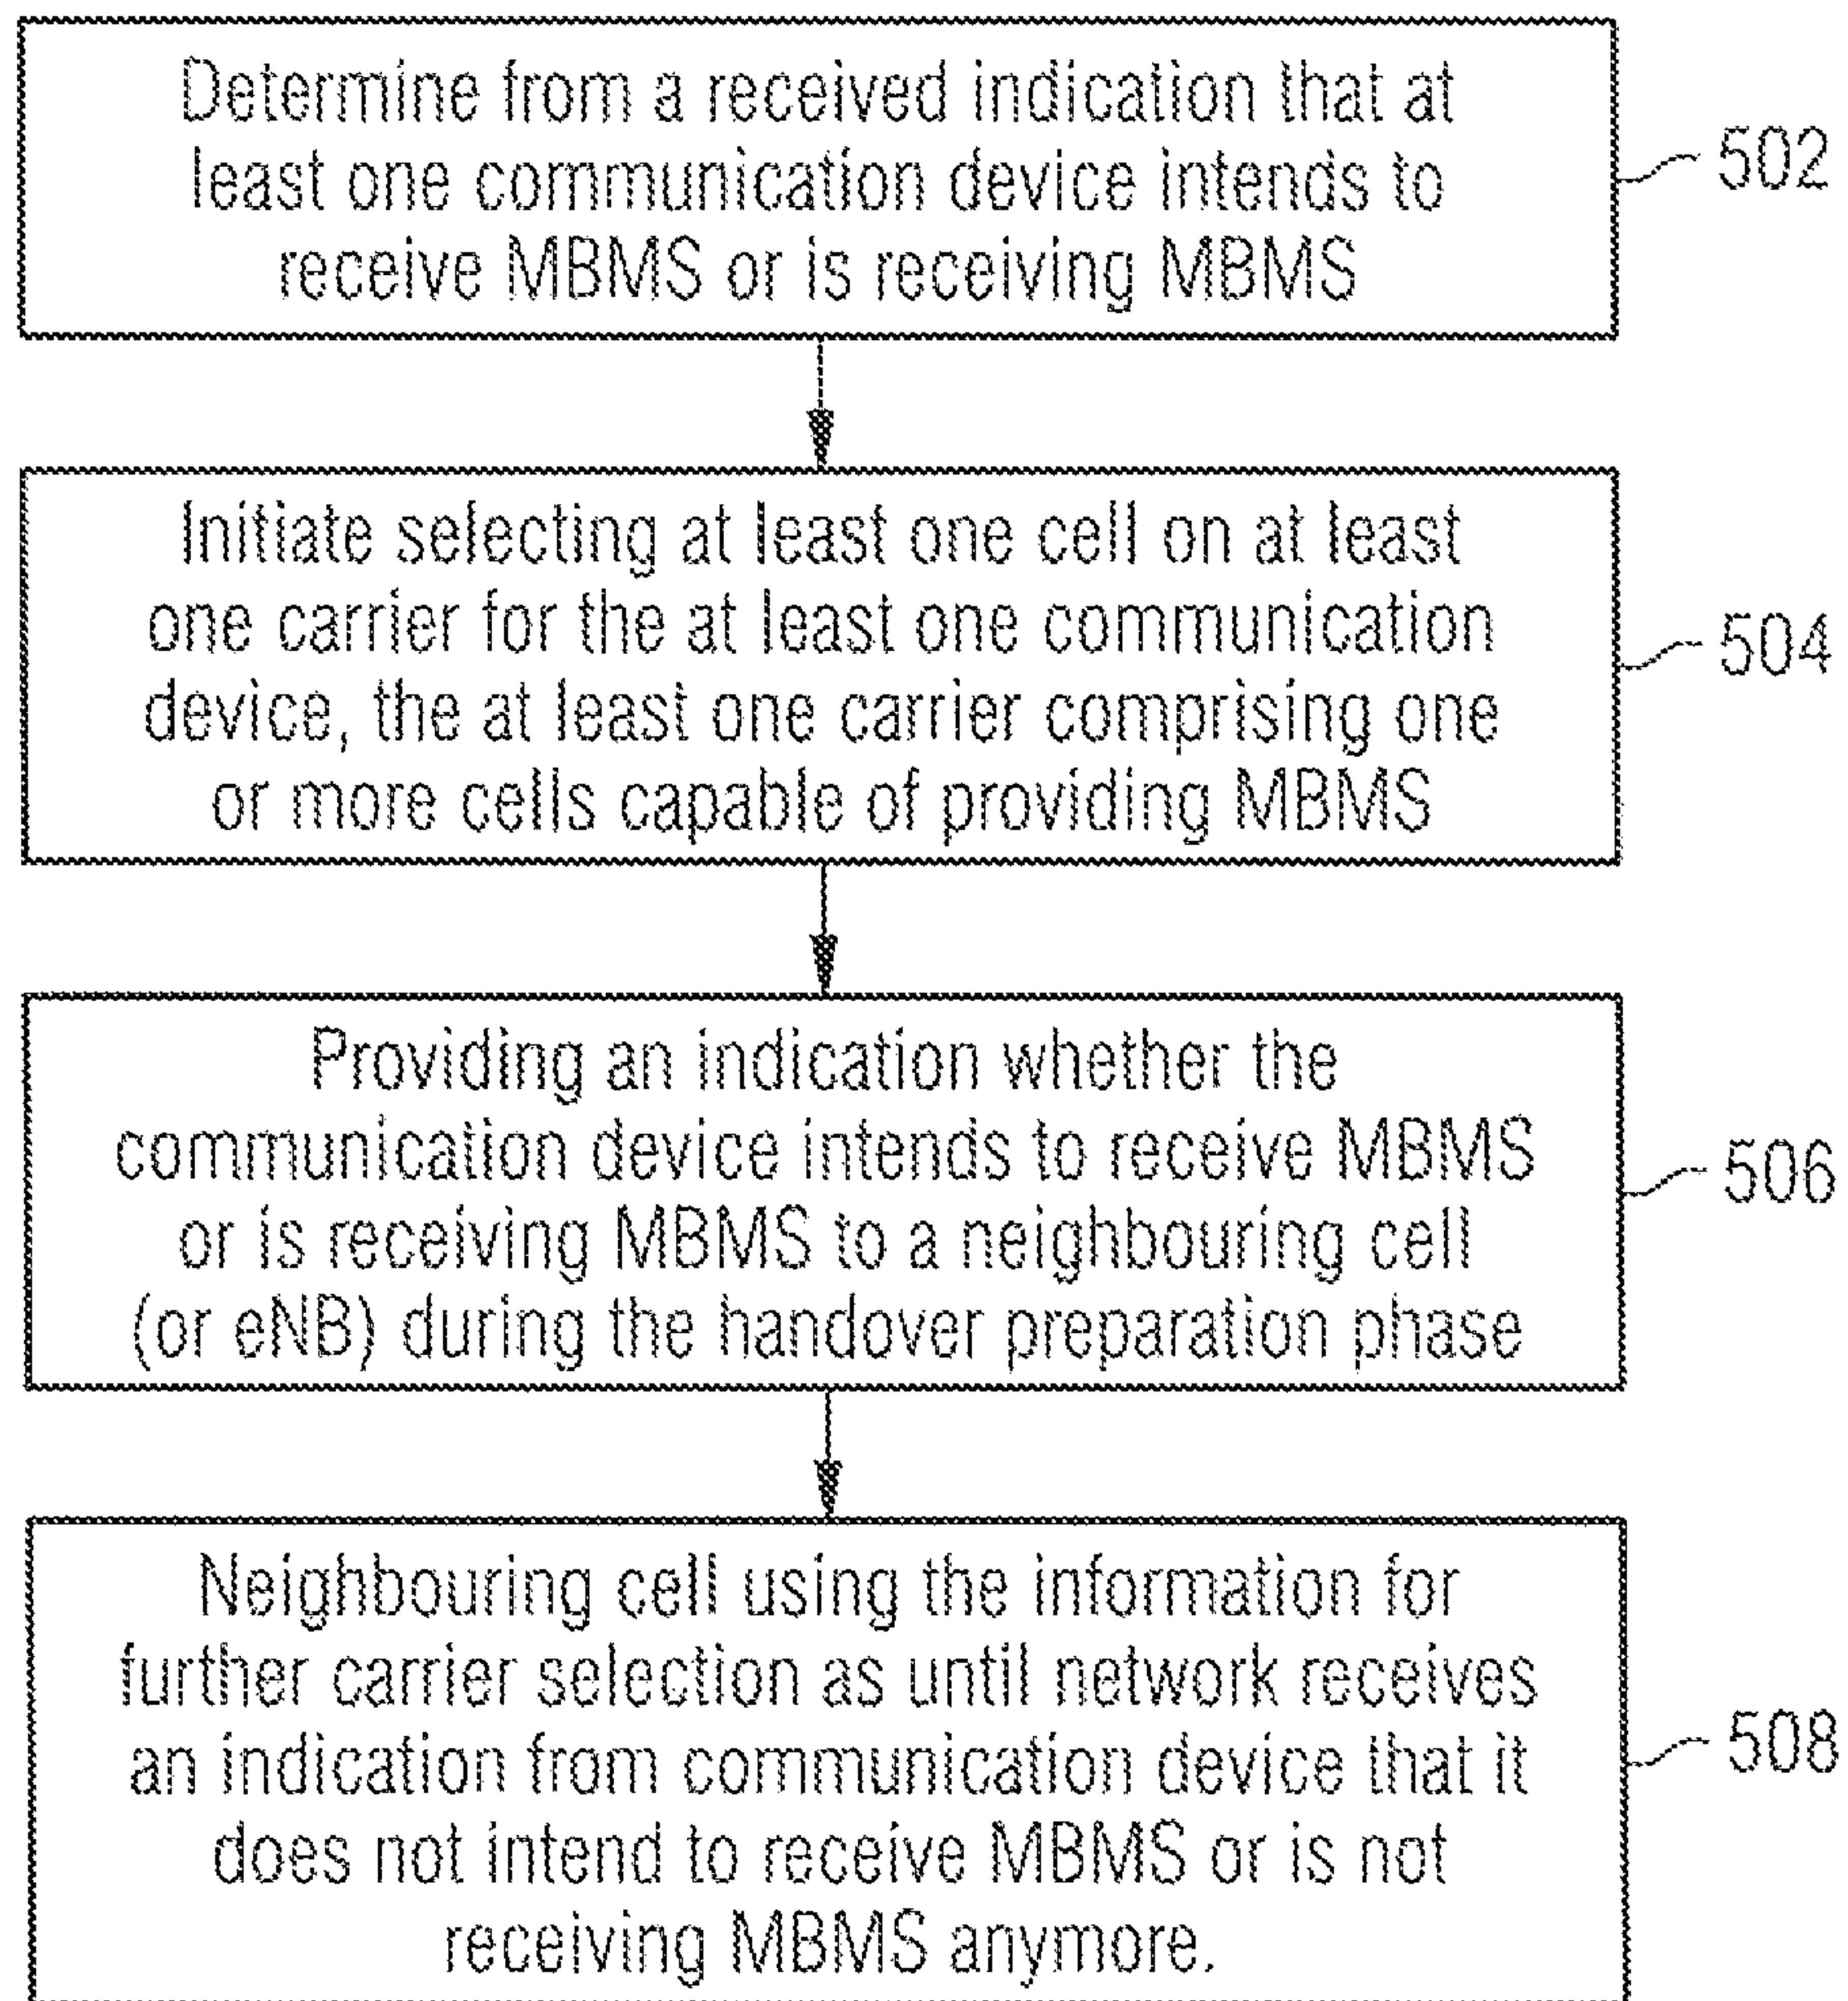 Determine from a received indication that at
least one communication device intends to
receive MBMS or is receiving MBMS
502
Initiate selecting at least one cell on at least
one carrier for the at least one communication
device, the at least one carrier comprising one
or more cells capable of providing MBMS
504
Providing an indication whether the
communication device intends to receive MBMS
or is receiving MBMS to a neighbouring cell
(or eNB) during the handover preparation phase
506
Neighbouring cell using the information for
further carrier selection as until network receives
an indication from communication device that it
does not intend to receive MBMS or is not
receiving MBMS anymore.
508